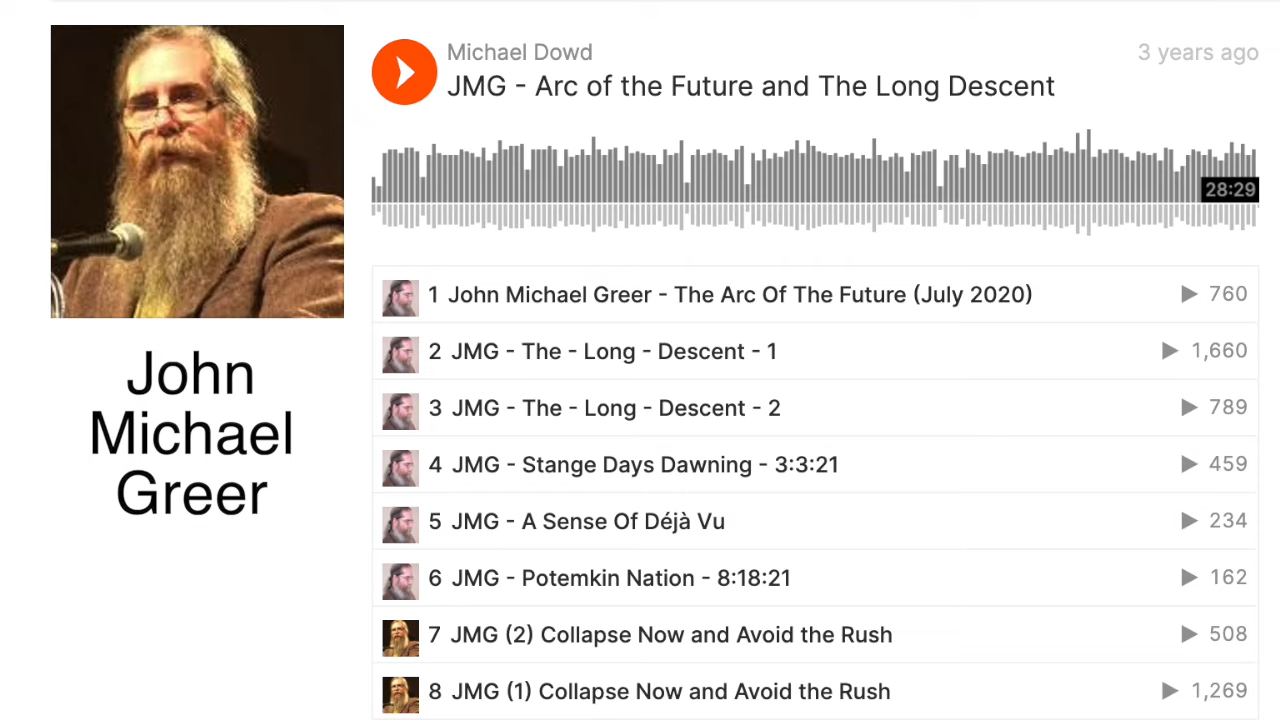 Michael Dowd
3 years ago
JMG - Arc of the Future and The Long Descent
28:29
John
Michael
Greer
1 John Michael Greer - The Arc Of The Future (July 2020) 760
2 JMG - The - Long - Descent - 1 1,660
3 JMG - The - Long - Descent - 2 789
4 JMG - Stange Days Dawning - 3:3:21 459
5 JMG - A Sense Of Déjà Vu 234
6 JMG - Potemkin Nation - 8:18:21 162
7 JMG (2) Collapse Now and Avoid the Rush 508
8 JMG (1) Collapse Now and Avoid the Rush 1,269